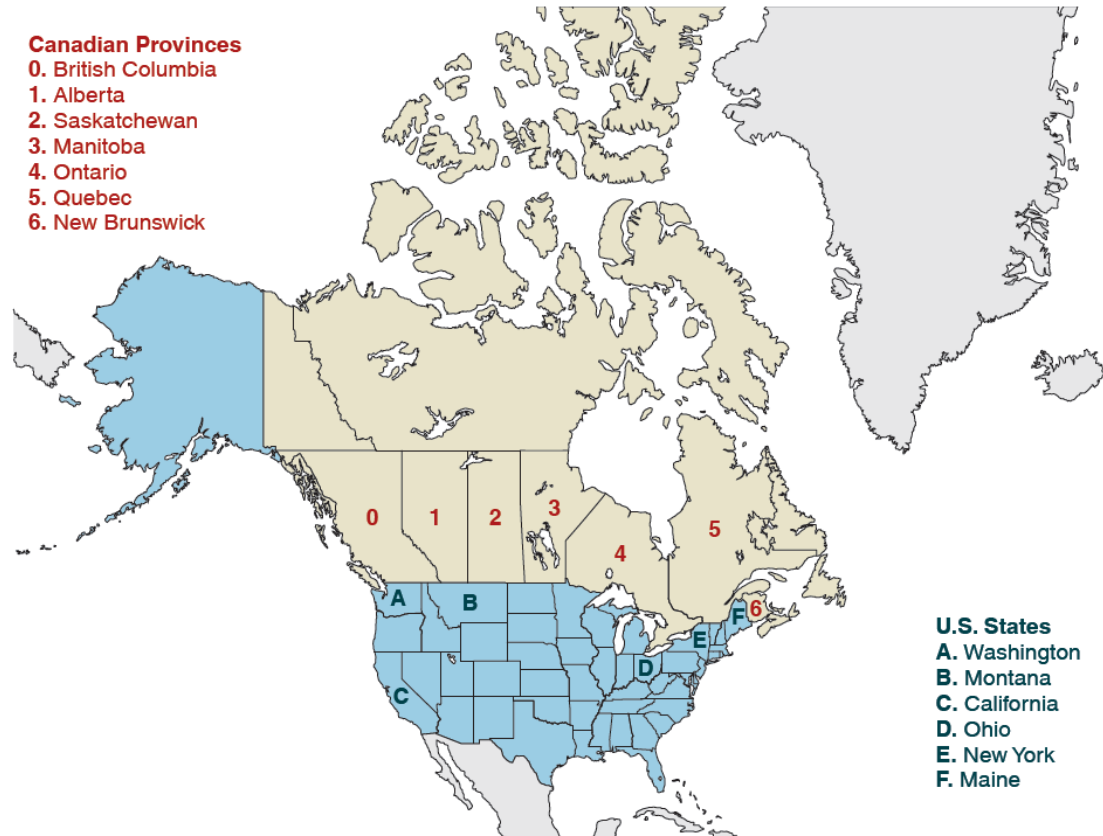 Canadian Provinces
0. British Columbia
1. Alberta
2. Saskatchewan
3. Manitoba
4. Ontario
5. Quebec
6. New Brunswick
0
1
2
3
4
5
6
A
B
C
D
E
F
U.S. States
A. Washington
B. Montana
C. California
D. Ohio
E. New York
F. Maine